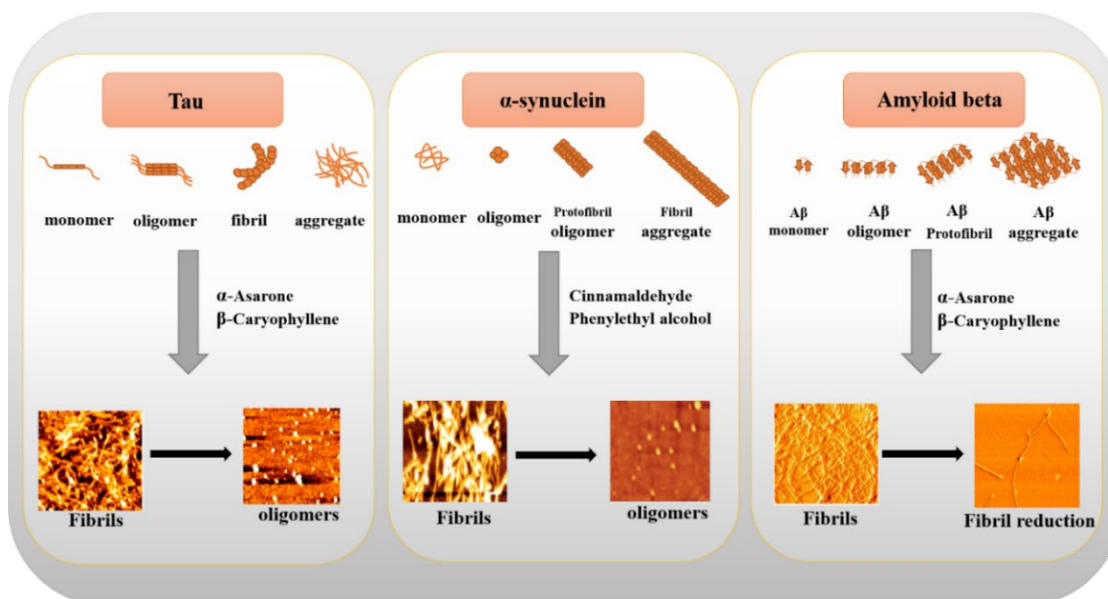 Tau
monomer
oligomer
fibril
aggregate
α-Asarone
β-Caryophyllene
Fibrils
oligomers
α-synuclein
monomer
oligomer
Protofibril
oligomer
Fibril
aggregate
Cinnamaldehyde
Phenylethyl alcohol
Fibrils
oligomers
Amyloid beta
Aβ
monomer
Aβ
oligomer
Aβ
Protofibril
Aβ
aggregate
α-Asarone
β-Caryophyllene
Fibrils
Fibril reduction